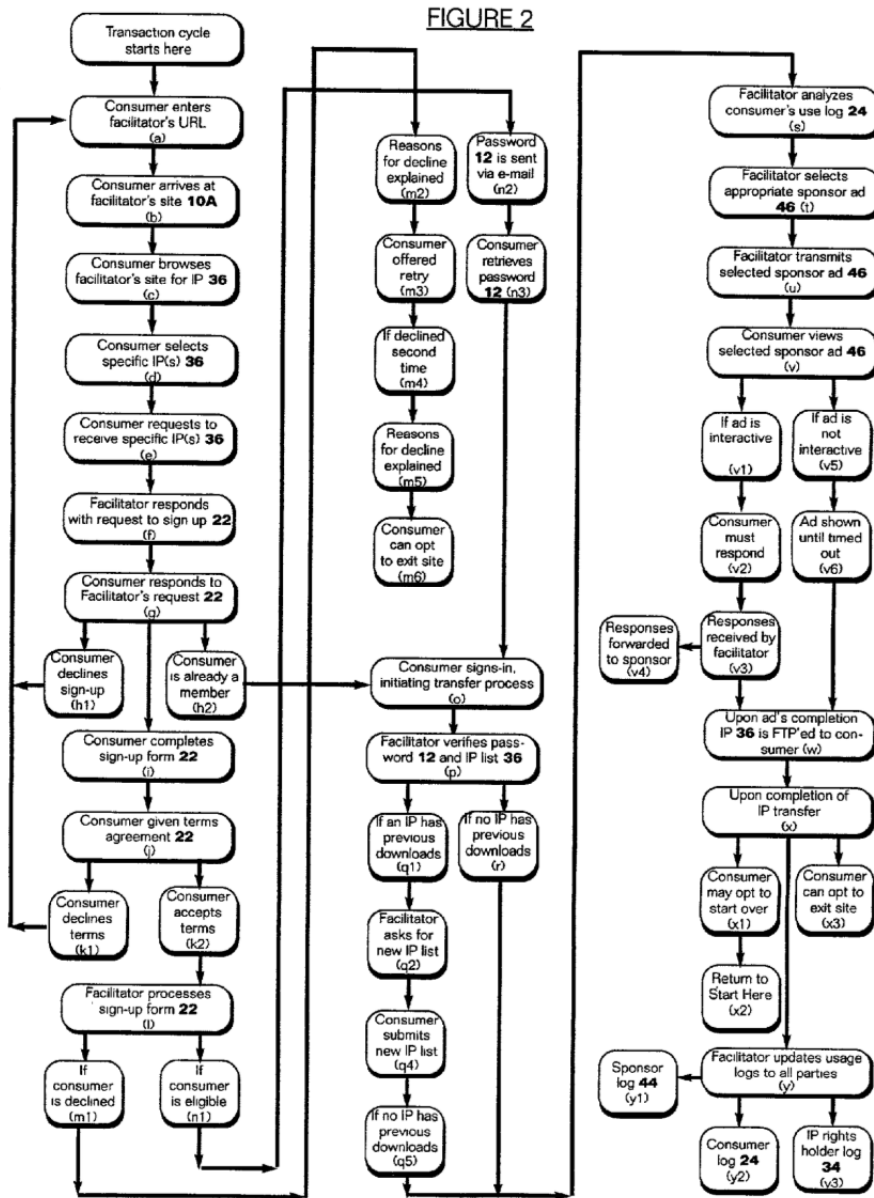 FIGURE 2
Transaction cycle
starts here
Consumer enters
facilitator's URL
(a)
Consumer arrives at
facilitator's site 10A
(b)
Consumer browses
facilitator's site for IP 36
(c)
Consumer selects
specific IP(s) 36
(d)
Consumer requests to
receive specific IP(s) 36
(e)
Facilitator responds
with request to sign up 22
(f)
Consumer responds to
Facilitator's request 22
(g)
Consumer
declines
sign-up
(h1)
Consumer
is already a
member
(h2)
Consumer completes
sign-up form 22
(i)
Consumer given terms
agreement 22
(j)
Consumer
declines
terms
(k1)
Consumer
accepts
terms
(k2)
Facilitator processes
sign-up form 22
(l)
If
consumer
is declined
(m1)
If
consumer
is eligible
(n1)
Reasons
for decline
explained
(m2)
Consumer
offered
retry
(m3)
If declined
second
time
(m4)
Reasons
for decline
explained
(m5)
Consumer
can opt
to exit site
(m6)
Password
12 is sent
via e-mail
(n2)
Consumer
retrieves
password
12 (n3)
Consumer signs-in,
initiating transfer process
(o)
Facilitator verifies pass-
word 12 and IP list 36
(p)
If an IP has
previous
downloads
(q1)
If no IP has
previous
downloads
(r)
Facilitator
asks for
new IP list
(q2)
Consumer
submits
new IP list
(q4)
If no IP has
previous
downloads
(q5)
Facilitator analyzes
consumer's use log 24
(s)
Facilitator selects
appropriate sponsor ad
46 (t)
Facilitator transmits
selected sponsor ad 46
(u)
Consumer views
selected sponsor ad 46
(v)
If ad is
interactive
(v1)
If ad is
not
interactive
(v5)
Consumer
must
respond
(v2)
Ad shown
until timed
out
(v6)
Responses
forwarded
to sponsor
(v4)
Responses
received by
facilitator
(v3)
Upon ad's completion
IP 36 is FTP'ed to con-
sumer (w)
Upon completion of
IP transfer
(x)
Consumer
may opt to
start over
(x1)
Consumer
can opt to
exit site
(x3)
Return to
Start Here
(x2)
Facilitator updates usage
logs to all parties
(y)
Sponsor
log 44
(y1)
Consumer
log 24
(y2)
IP rights
holder log
34
(y3)